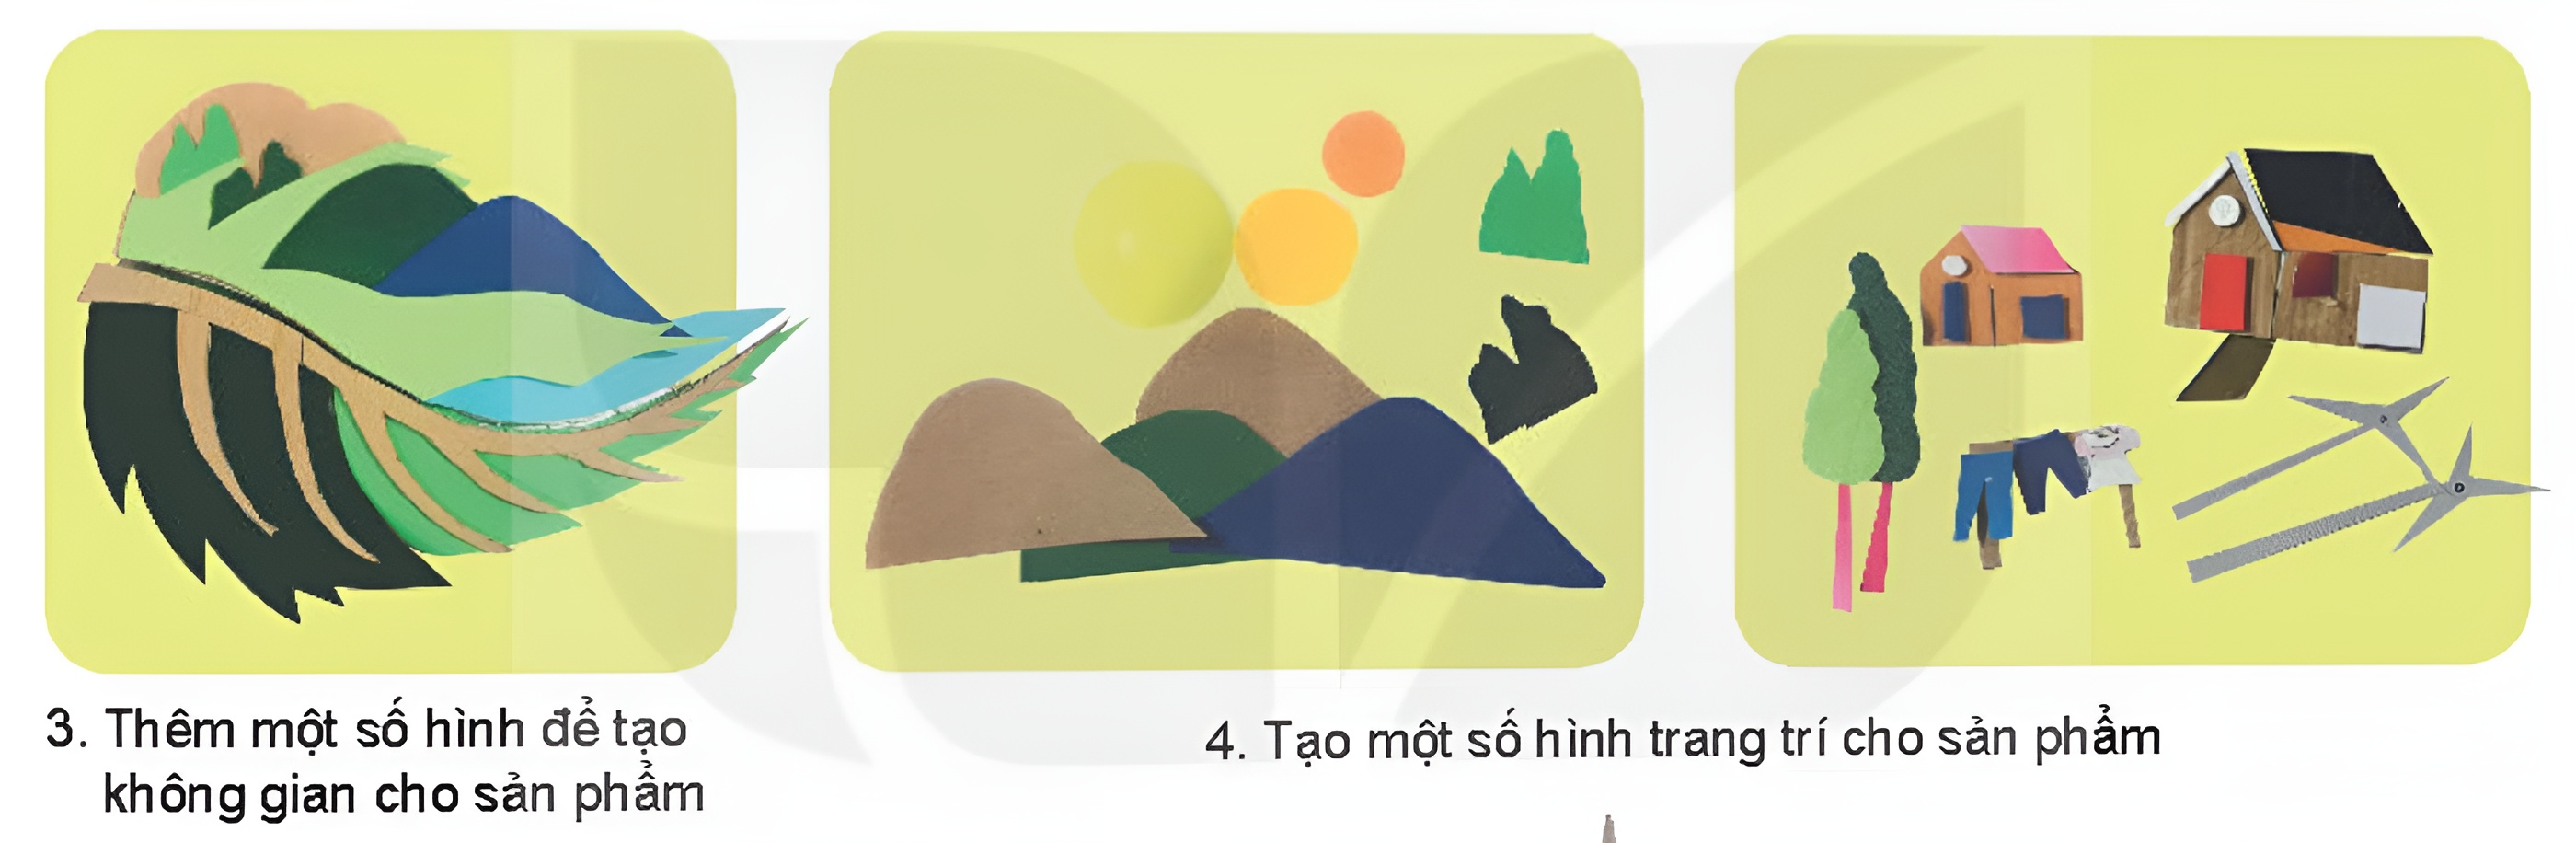 3. Thêm một số hình để tạo
không gian cho sản phẩm
4. Tạo một số hình trang trí cho sản phẩm